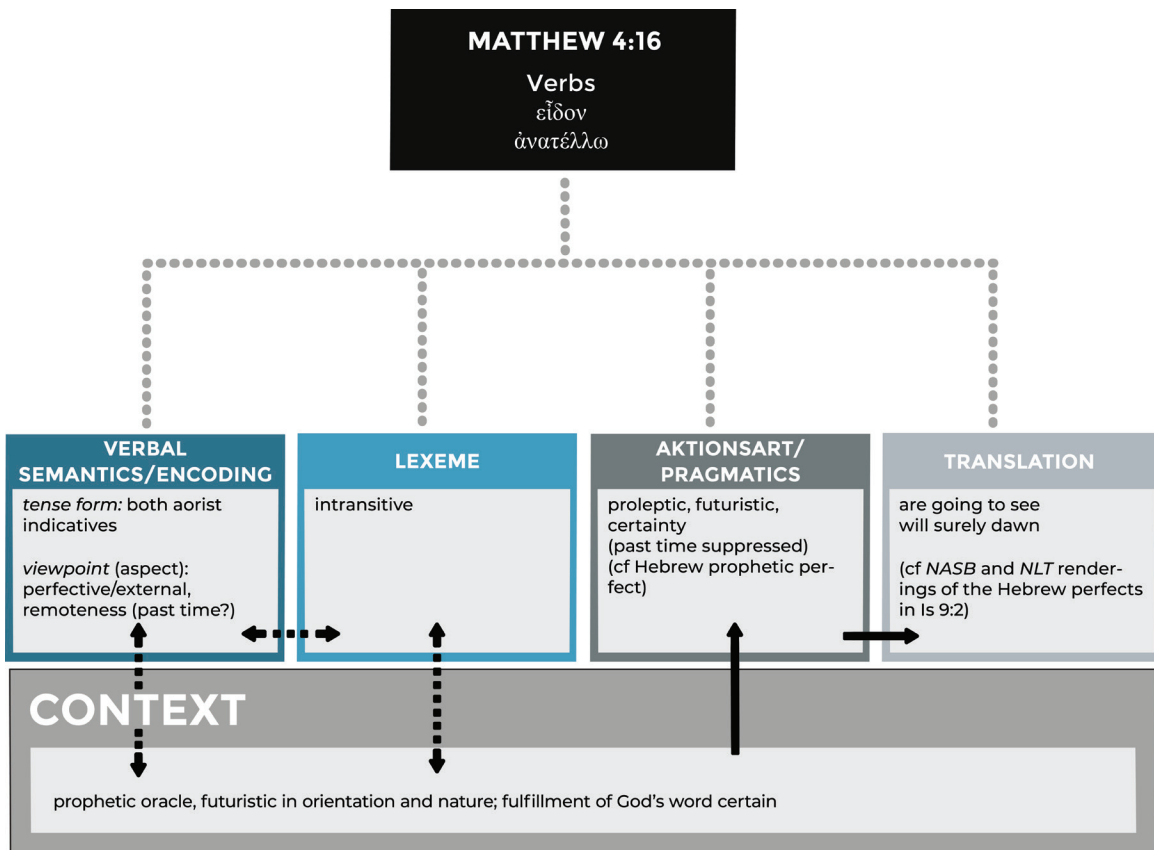 MATTHEW 4:16
Verbs
εἶδον
ἀνατέλλω
VERBAL
SEMANTICS/ENCODING
tense form: both aorist
indicatives
viewpoint (aspect):
perfective/external,
remoteness (past time?)
LEXEME
intransitive
AKTIONSART/
PRAGMATICS
proleptic, futuristic,
certainty
(past time suppressed)
(cf Hebrew prophetic per-
fect)
TRANSLATION
are going to see
will surely dawn
(cf NASB and NLT render-
ings of the Hebrew perfects
in Is 9:2)
CONTEXT
prophetic oracle, futuristic in orientation and nature; fulfillment of God’s word certain